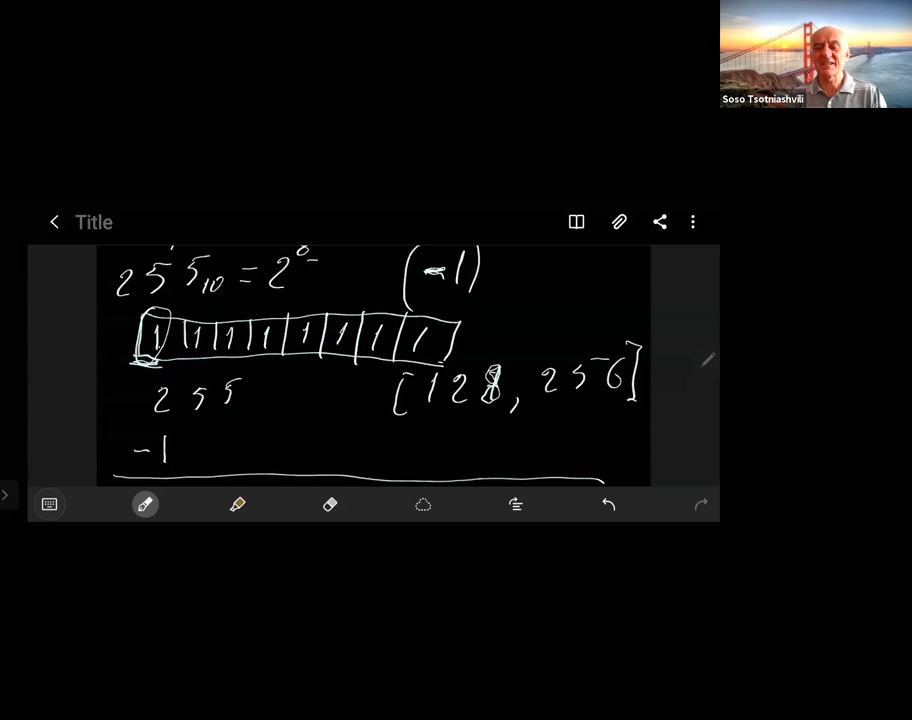 Soso Tsotniashvili
Title
255₁₀ = 2⁸- (-1)
1 1 1 1 1 1 1 1
255 [128, 256]
-1